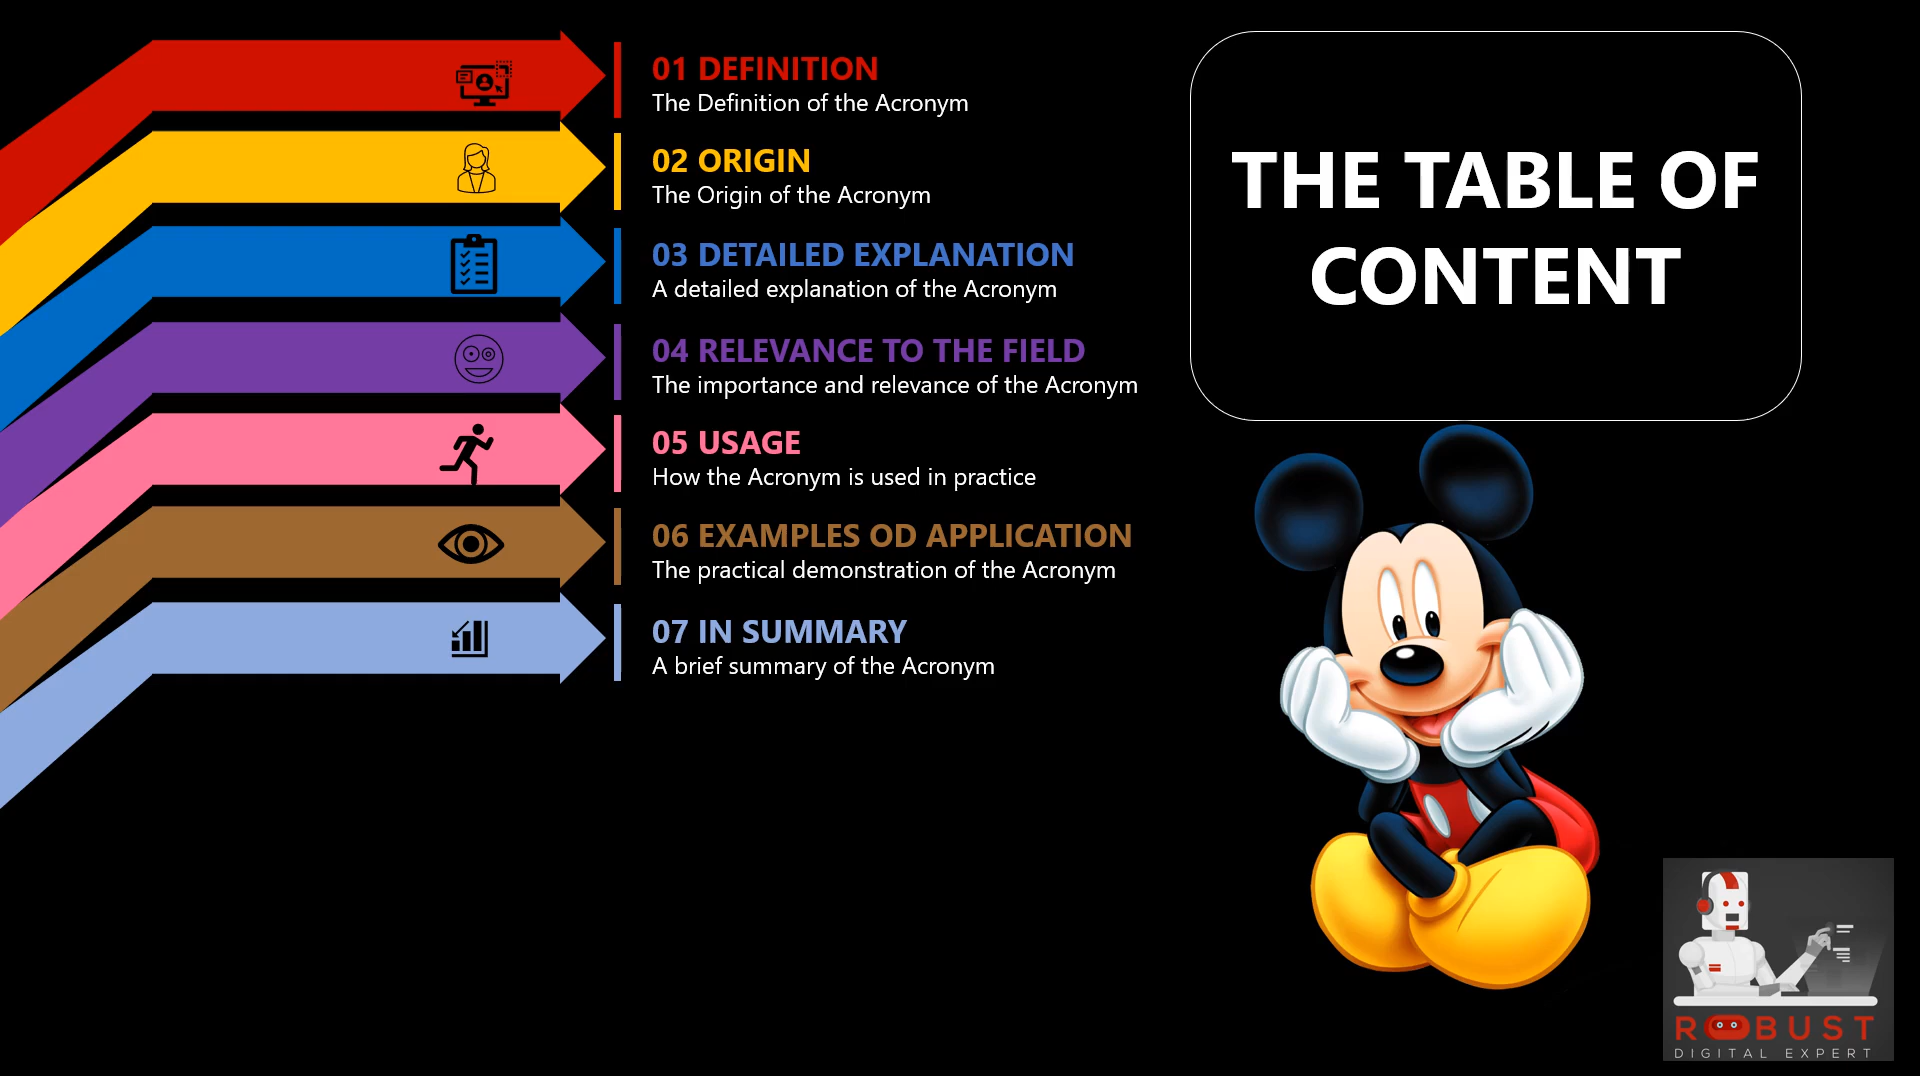 01 DEFINITION
The Definition of the Acronym
02 ORIGIN
The Origin of the Acronym
03 DETAILED EXPLANATION
A detailed explanation of the Acronym
04 RELEVANCE TO THE FIELD
The importance and relevance of the Acronym
05 USAGE
How the Acronym is used in practice
06 EXAMPLES OD APPLICATION
The practical demonstration of the Acronym
07 IN SUMMARY
A brief summary of the Acronym
THE TABLE OF
CONTENT
ROBUST
DIGITAL EXPERT